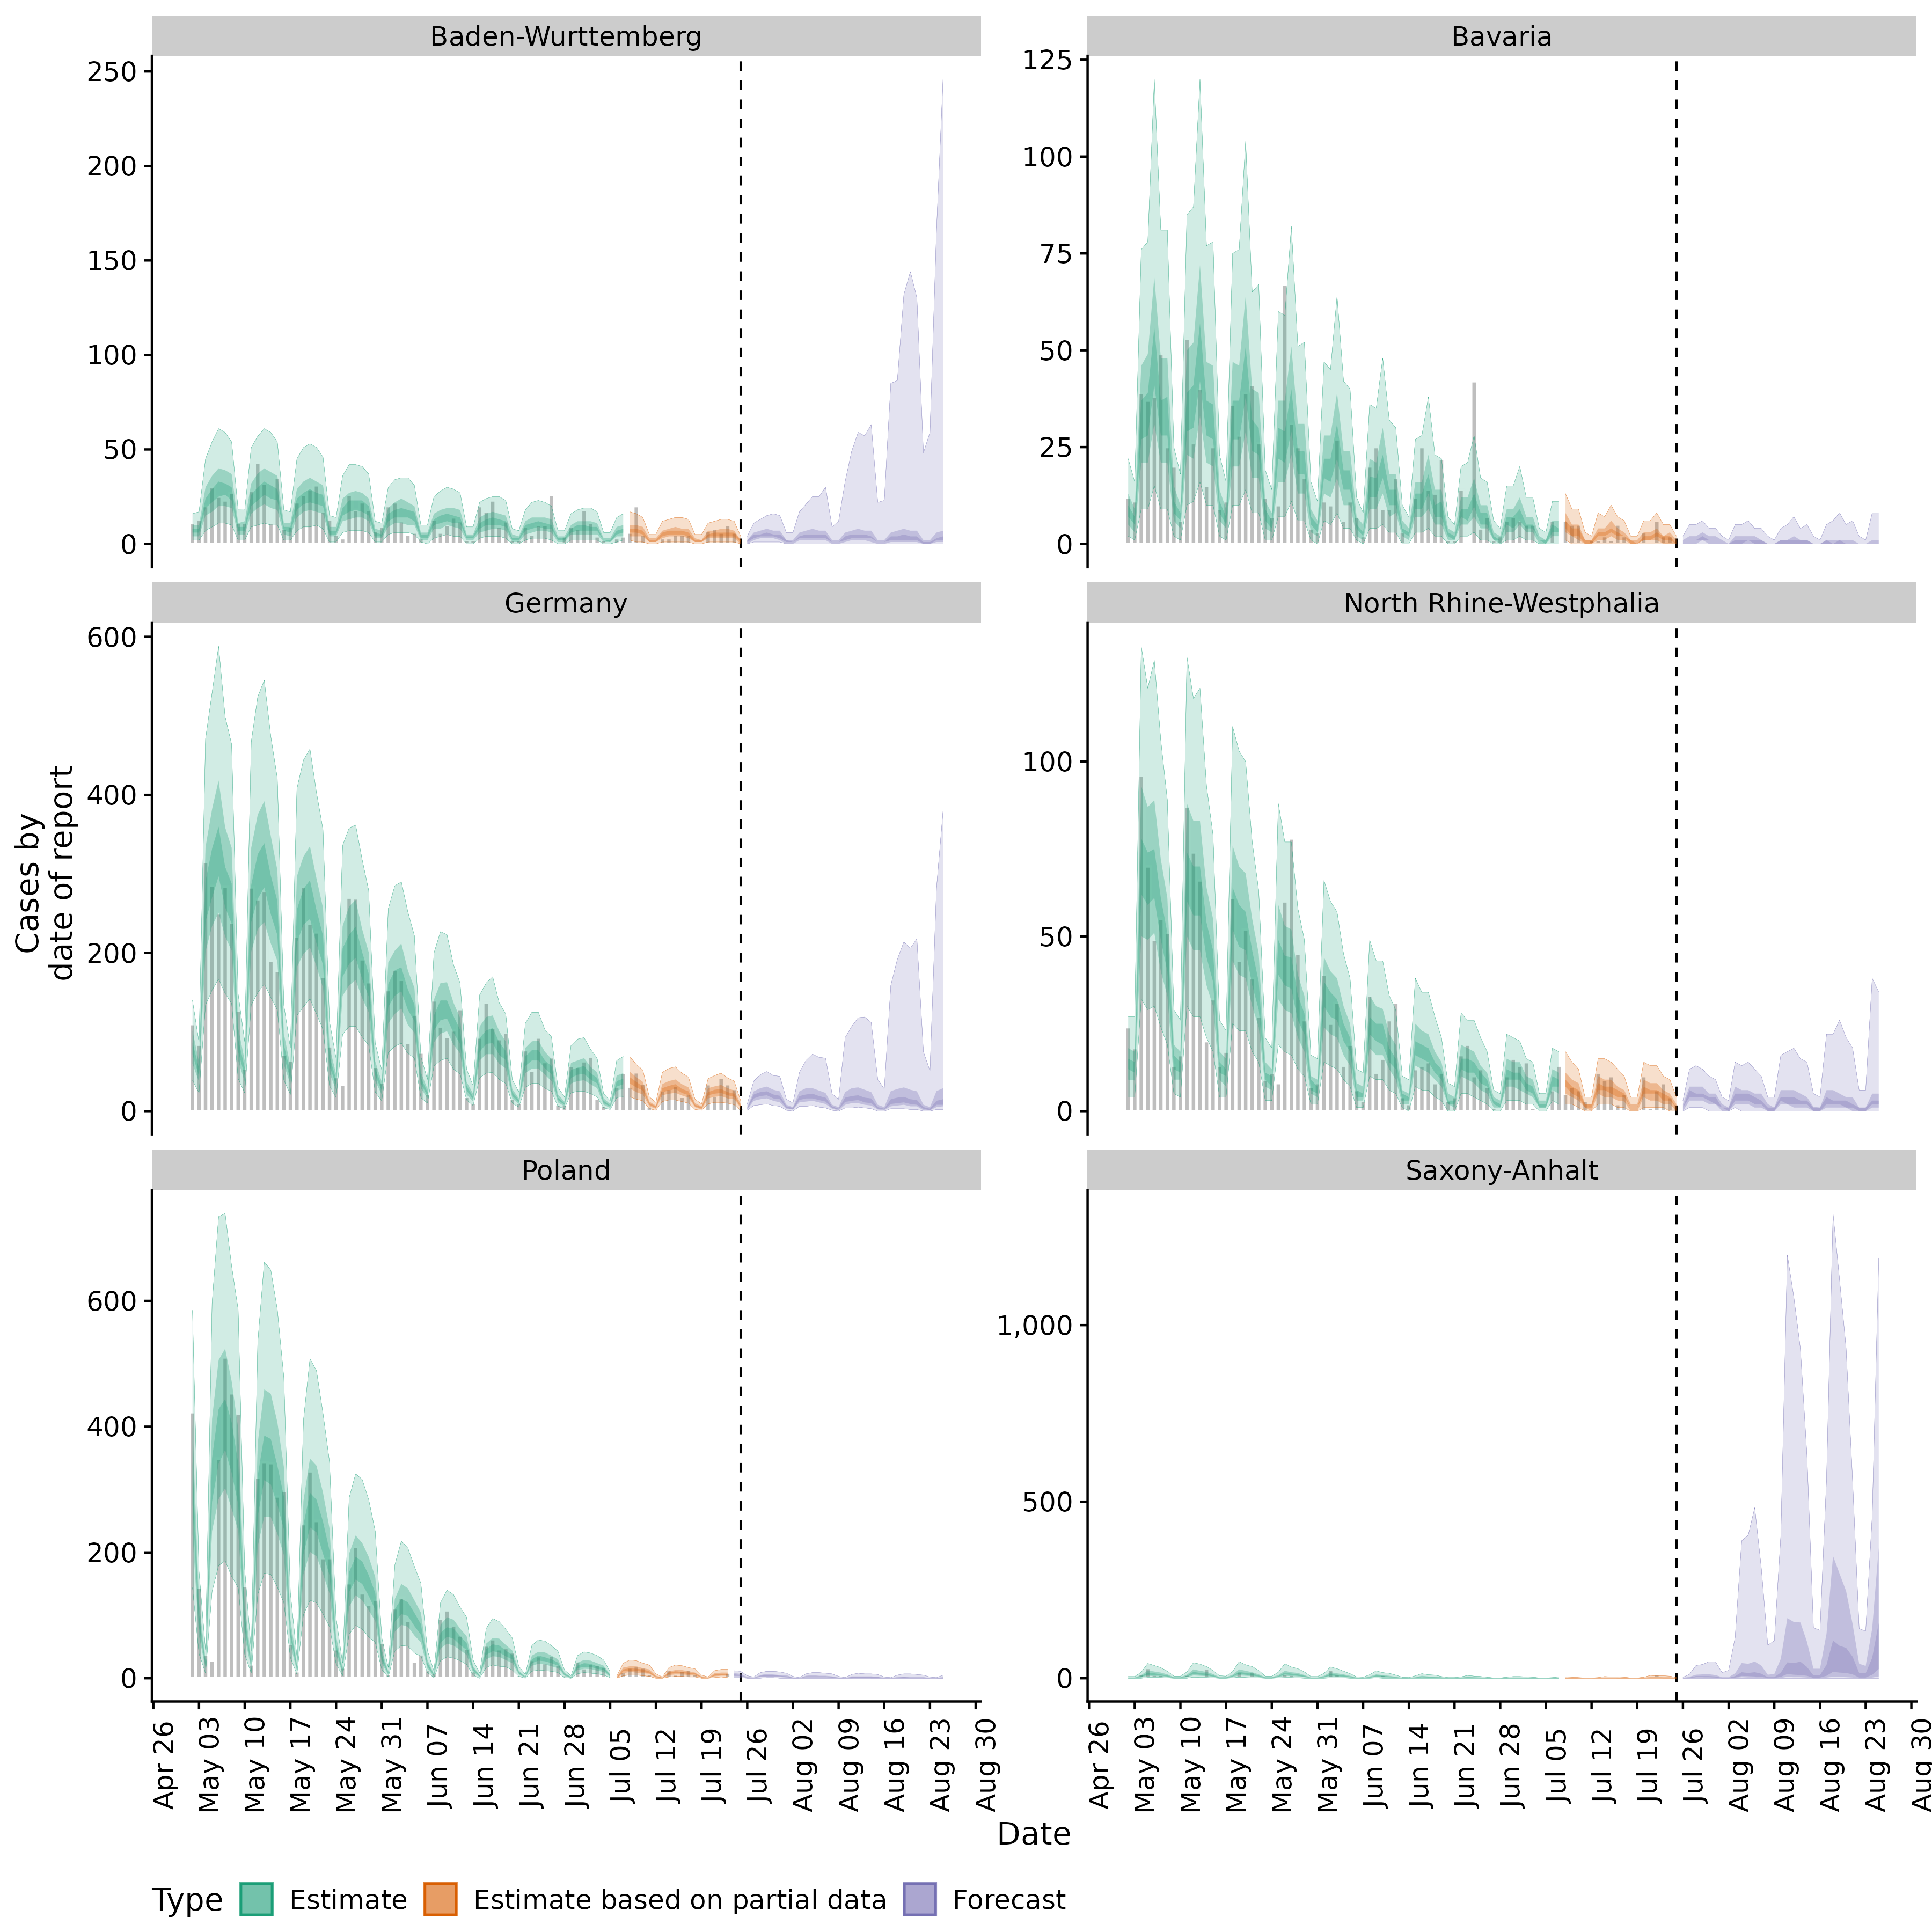 Baden-Wurttemberg
250
200
150
100
50
0
Bavaria
125
100
75
50
25
0
Germany
600
400
200
0
North Rhine-Westphalia
100
50
0
Cases by
date of report
Poland
600
400
200
0
Saxony-Anhalt
1,000
500
0
Apr 26
May 03
May 10
May 17
May 24
May 31
Jun 07
Jun 14
Jun 21
Jun 28
Jul 05
Jul 12
Jul 19
Jul 26
Aug 02
Aug 09
Aug 16
Aug 23
Aug 30
Apr 26
May 03
May 10
May 17
May 24
May 31
Jun 07
Jun 14
Jun 21
Jun 28
Jul 05
Jul 12
Jul 19
Jul 26
Aug 02
Aug 09
Aug 16
Aug 23
Aug 30
Date
Type Estimate Estimate based on partial data Forecast